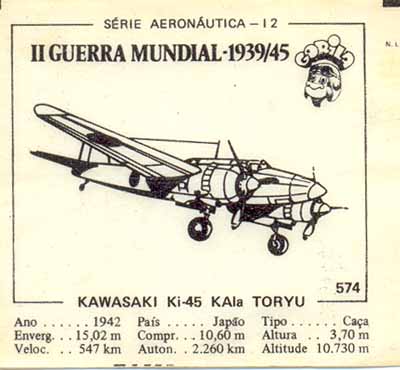 SÉRIE AERONÁUTICA - 12
II GUERRA MUNDIAL - 1939/45
GORILA
N. I.
574
KAWASAKI Ki-45 KAIa TORYU
Ano ...... 1942 País ..... Japão Tipo ....... Caça
Enverg... 15,02 m Compr... 10,60 m Altura .. 3,70 m
Veloc. .. 547 km Auton.. 2.260 km Altitude 10.730 m